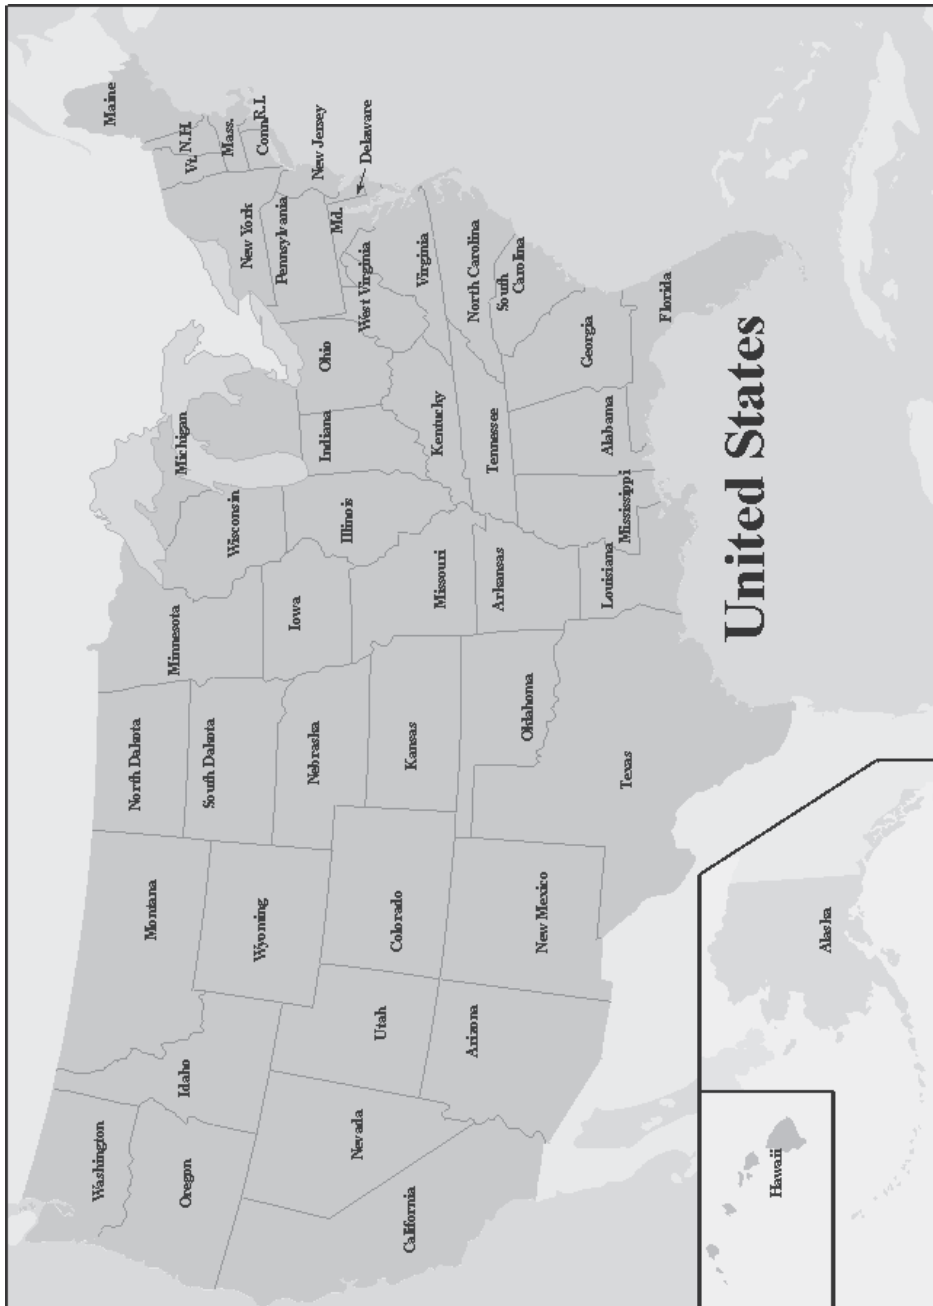 Washington
Oregon
California
Nevada
Idaho
Montana
Wyoming
Utah
Arizona
Colorado
New Mexico
North Dakota
South Dakota
Nebraska
Kansas
Oklahoma
Texas
Minnesota
Iowa
Missouri
Arkansas
Louisiana
Wisconsin
Illinois
Michigan
Indiana
Ohio
Kentucky
Tennessee
Mississippi
Alabama
Georgia
Florida
South
Carolina
North Carolina
Virginia
West Virginia
Md.
Delaware
Pennsylvania
New Jersey
New York
Conn.
R.I.
Mass.
Vt.
N.H.
Maine
United States
Alaska
Hawaii